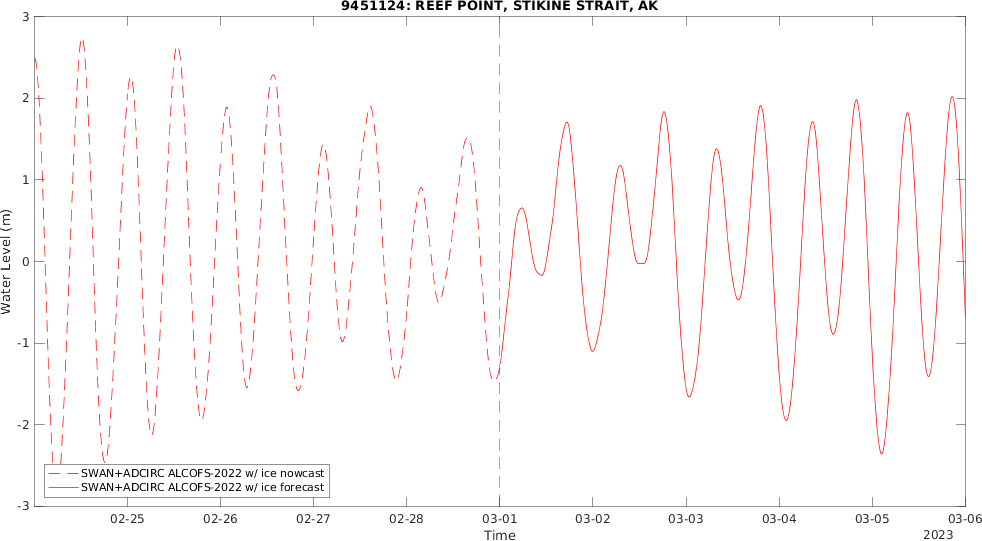 9451124: REEF POINT, STIKINE STRAIT, AK
3
2
1
0
-1
-2
-3
Water Level (m)
SWAN+ADCIRC ALCOFS-2022 w/ ice nowcast
SWAN+ADCIRC ALCOFS-2022 w/ ice forecast
02-25 02-26 02-27 02-28 03-01 03-02 03-03 03-04 03-05 03-06
Time
2023